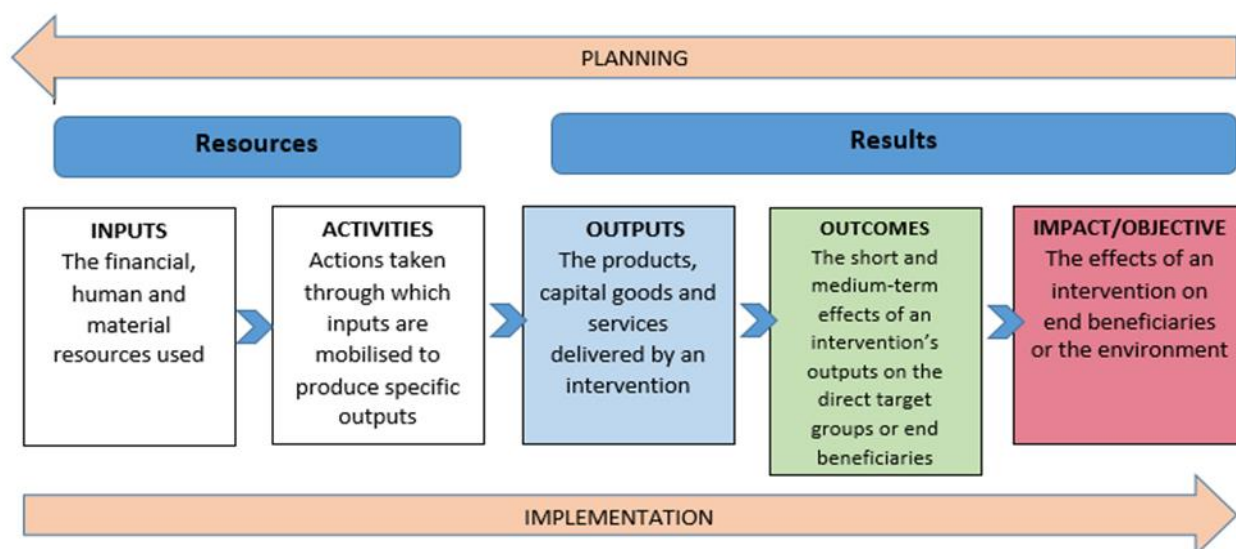 PLANNING
Resources
Results
INPUTS
The financial,
human and
material
resources used
ACTIVITIES
Actions taken
through which
inputs are
mobilised to
produce specific
outputs
OUTPUTS
The products,
capital goods and
services
delivered by an
intervention
OUTCOMES
The short and
medium-term
effects of an
intervention’s
outputs on the
direct target
groups or end
beneficiaries
IMPACT/OBJECTIVE
The effects of an
intervention on
end beneficiaries
or the environment
IMPLEMENTATION